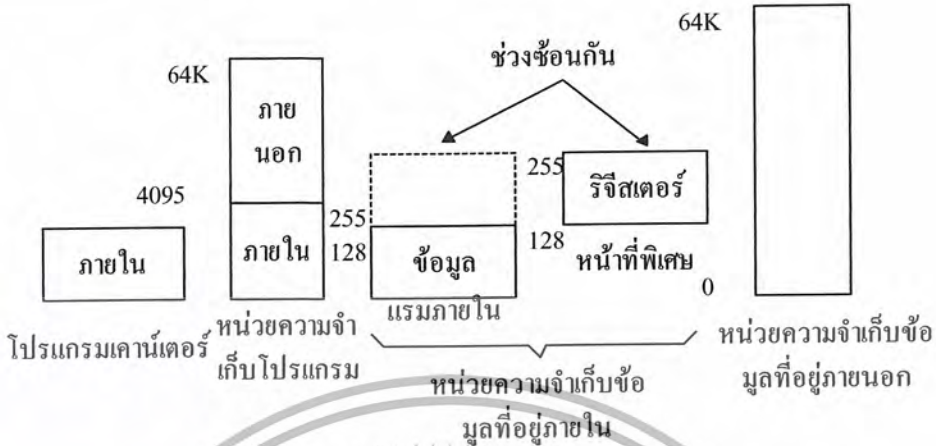 64K
ช่วงซ้อนกัน
64K
ภาย
นอก
4095
255
ริจีสเตอร์
ภายใน
ภายใน
255
128
ข้อมูล
128
หน้าที่พิเศษ
0
แรมภายใน
โปรแกรมเคาน์เตอร์
หน่วยความจำ
เก็บโปรแกรม
หน่วยความจำเก็บข้อ
มูลที่อยู่ภายนอก
หน่วยความจำเก็บข้อ
มูลที่อยู่ภายใน